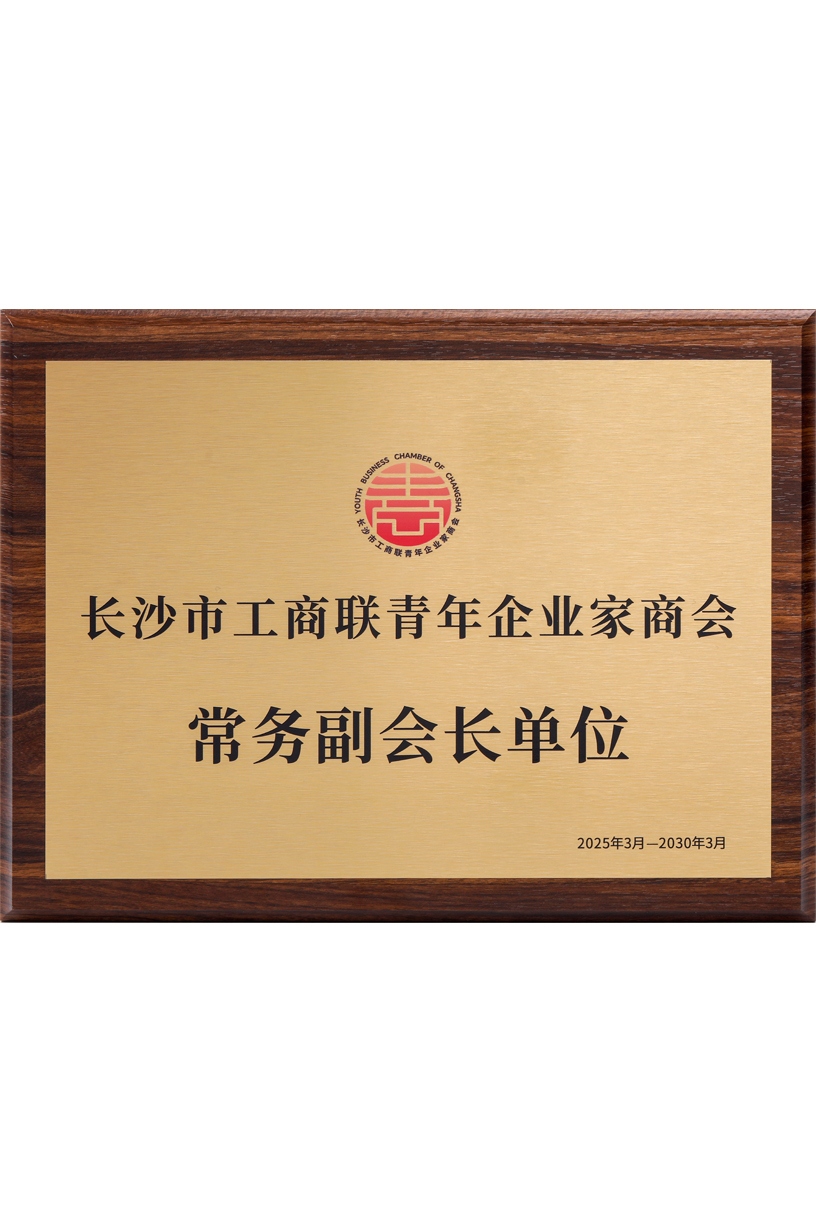 YOUTH BUSINESS CHAMBER OF CHANGSHA
长沙市工商联青年企业家商会
长沙市工商联青年企业家商会
常务副会长单位
2025年3月—2030年3月